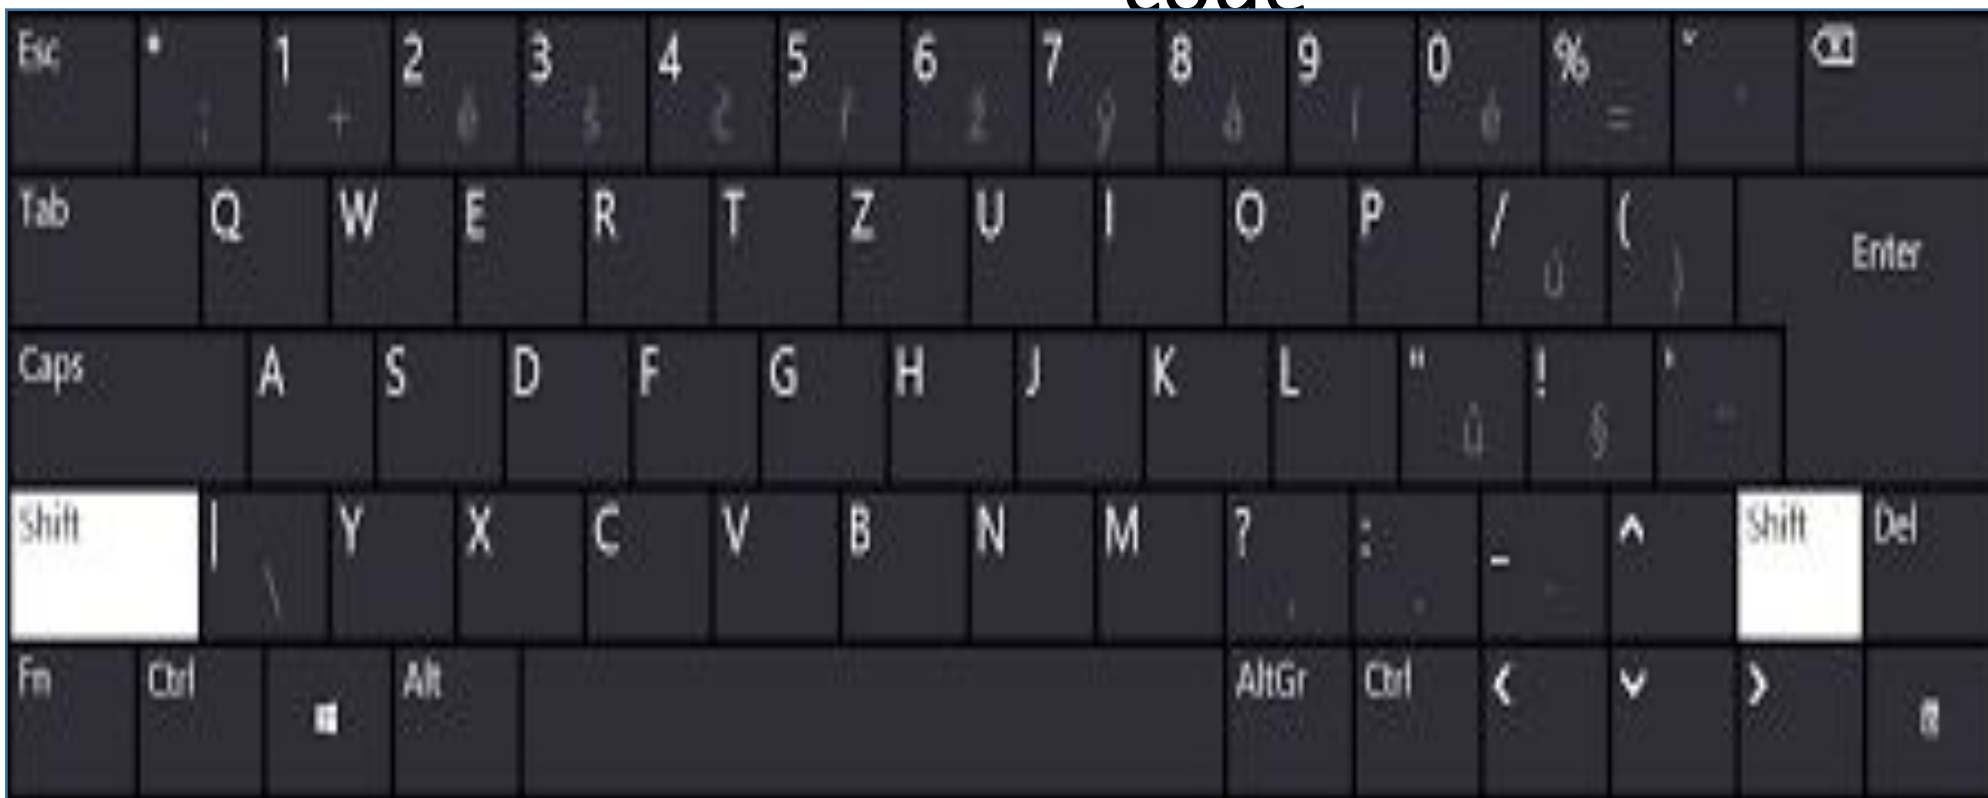 Esc ° 1 + 2 ě 3 š 4 č 5 ř 6 ž 7 ý 8 á 9 í 0 é % = ˇ ´
Tab Q W E R T Z U I O P / ú ( ) Enter
Caps A S D F G H J K L " ů ! § '
Shift | \ Y X C V B N M ? , : . _ - ^ Shift Del
Fn Ctrl Alt AltGr Ctrl < v >